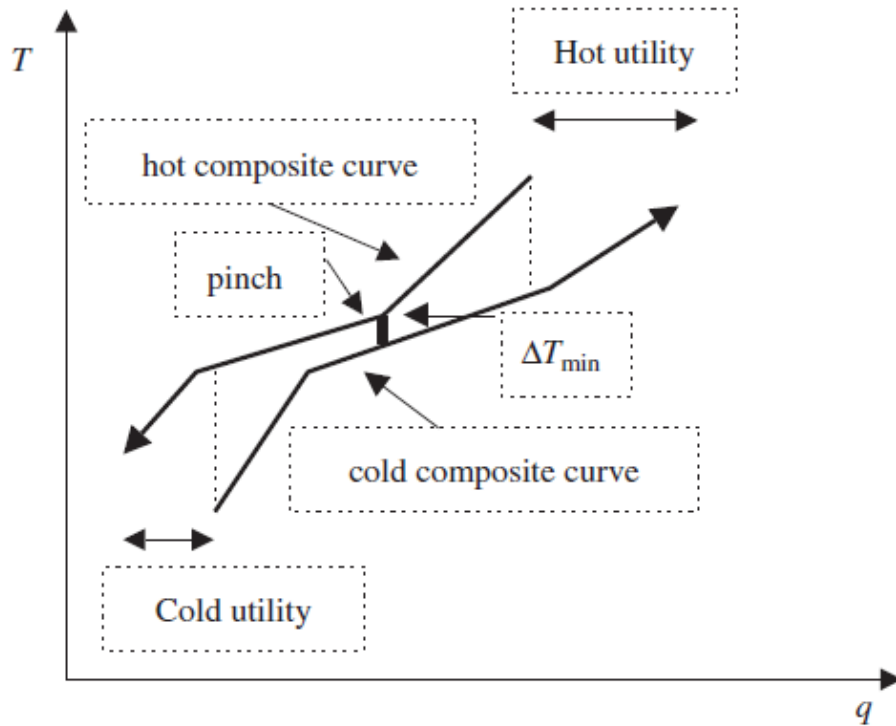 T
Hot utility
hot composite curve
pinch
ΔTmin
cold composite curve
Cold utility
q